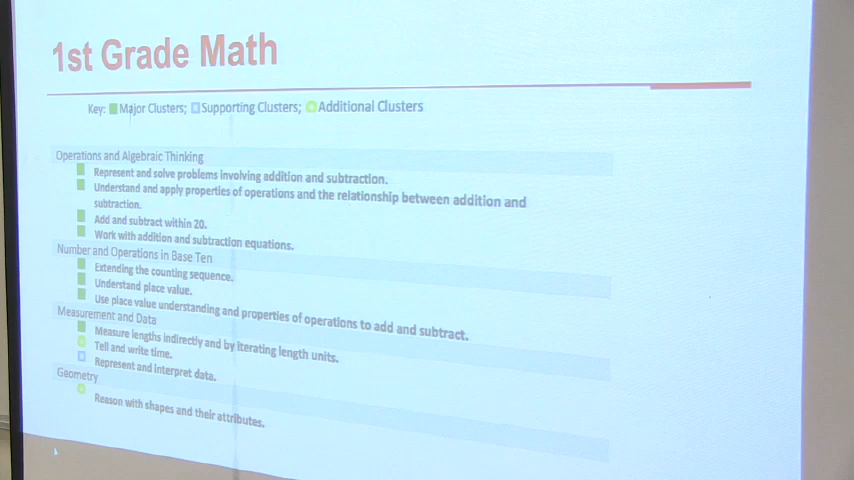 1st Grade Math
Key: Major Clusters; Supporting Clusters; Additional Clusters
Operations and Algebraic Thinking
Represent and solve problems involving addition and subtraction.
Understand and apply properties of operations and the relationship between addition and
subtraction.
Add and subtract within 20.
Work with addition and subtraction equations.
Number and Operations in Base Ten
Extending the counting sequence.
Understand place value.
Use place value understanding and properties of operations to add and subtract.
Measurement and Data
Measure lengths indirectly and by iterating length units.
Tell and write time.
Represent and interpret data.
Geometry
Reason with shapes and their attributes.